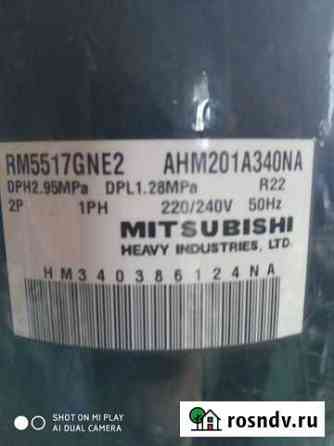 RM5517GNE2 AHM201A340NA
DPH2.95MPa DPL1.28MPa R22
2P 1PH 220/240V 50Hz
MITSUBISHI
HEAVY INDUSTRIES, LTD.
HM340386124NA
SHOT ON MI PLAY
AI DUAL CAMERA
rosndv.ru